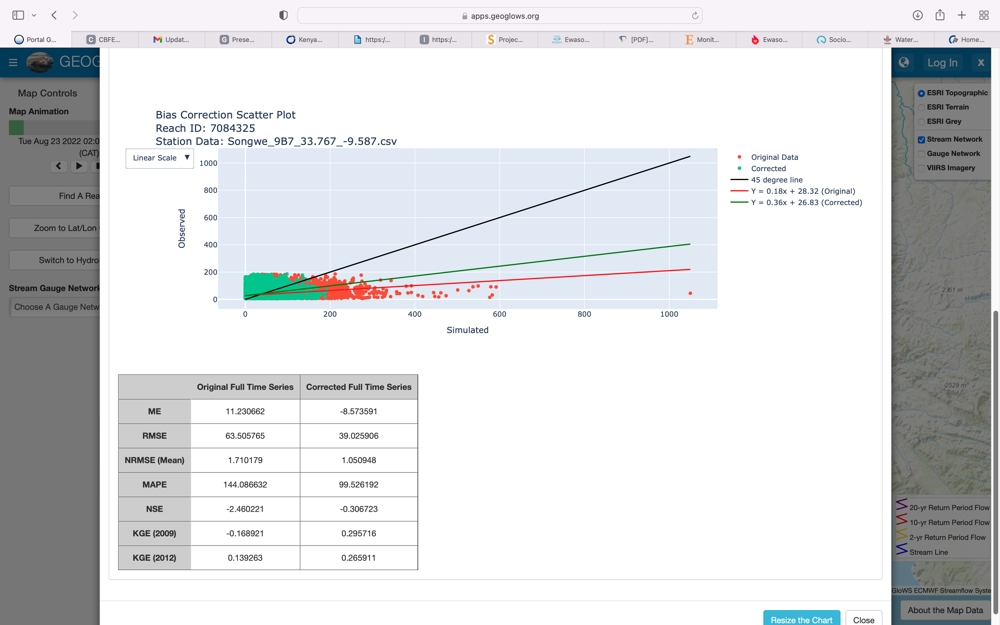 apps.geoglows.org
Portal G...
C CBFE...
Updat...
G Prese...
Kenya...
https:/...
I https:/...
S Projec...
ECOLEX Ewaso...
[PDF]...
E Monit...
Ewaso...
Socio...
CGIAR Water...
Home...
GEOG
Log In
x
Map Controls
Map Animation
Tue Aug 23 2022 02:0
(CAT)
Find A Rea
Zoom to Lat/Lon
Switch to Hydro
Stream Gauge Network
Choose A Gauge Netw
Bias Correction Scatter Plot
Reach ID: 7084325
Station Data: Songwe_9B7_33.767_-9.587.csv
Linear Scale ▼
Observed
1000
800
600
400
200
0
0 200 400 600 800 1000
Simulated
Original Data
Corrected
45 degree line
Y = 0.18x + 28.32 (Original)
Y = 0.36x + 26.83 (Corrected)
Original Full Time Series Corrected Full Time Series
ME 11.230662 -8.573591
RMSE 63.505765 39.025906
NRMSE (Mean) 1.710179 1.050948
MAPE 144.086632 99.526192
NSE -2.460221 -0.306723
KGE (2009) -0.168921 0.295716
KGE (2012) 0.139263 0.265911
Resize the Chart
Close
ESRI Topographic
ESRI Terrain
ESRI Grey
Stream Network
Gauge Network
VIIRS Imagery
2361 m
Hagafiro
2529 m
20-yr Return Period Flow
10-yr Return Period Flow
2-yr Return Period Flow
Stream Line
GloWS ECMWF Streamflow Syste
About the Map Data